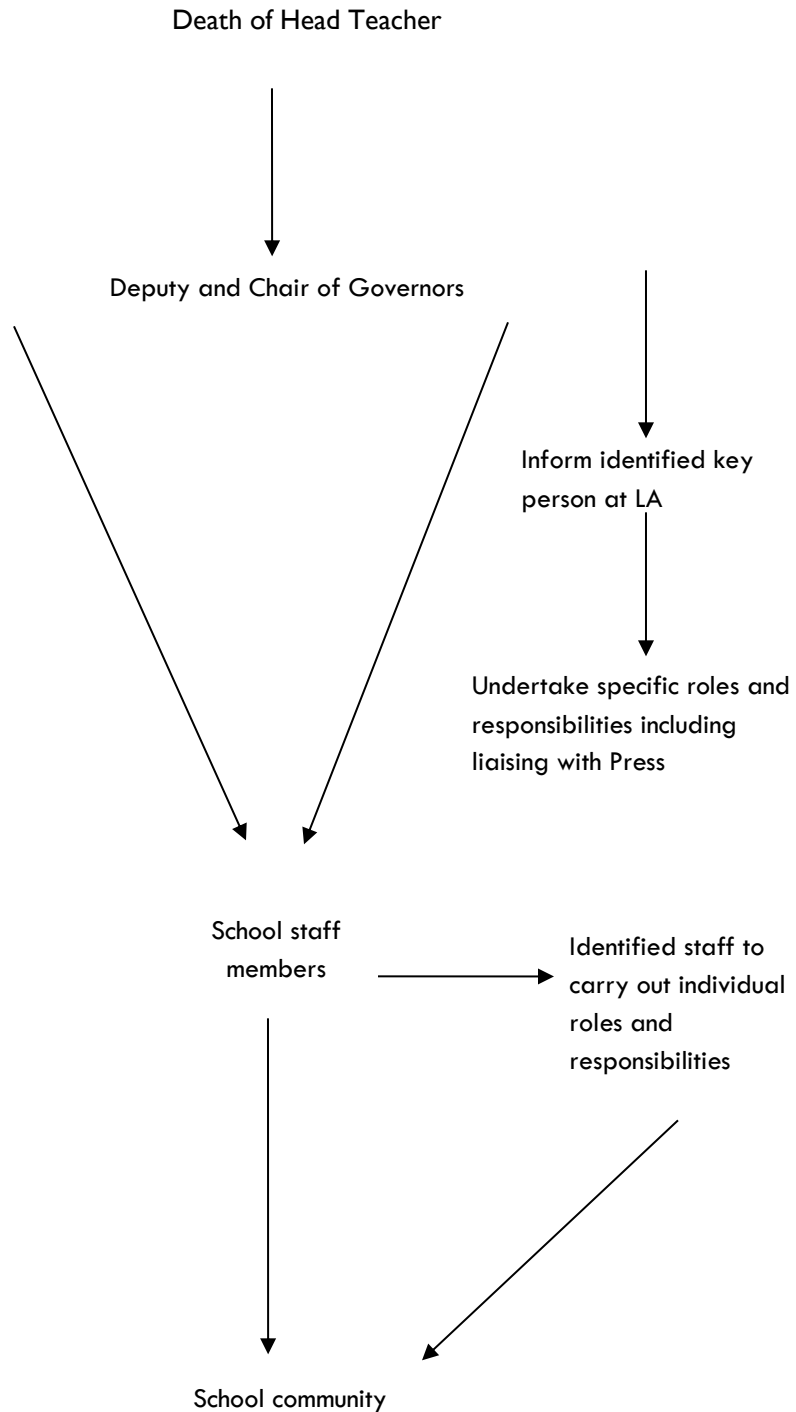 Death of Head Teacher
Deputy and Chair of Governors
Inform identified key
person at LA
Undertake specific roles and
responsibilities including
liaising with Press
School staff
members
Identified staff to
carry out individual
roles and
responsibilities
School community